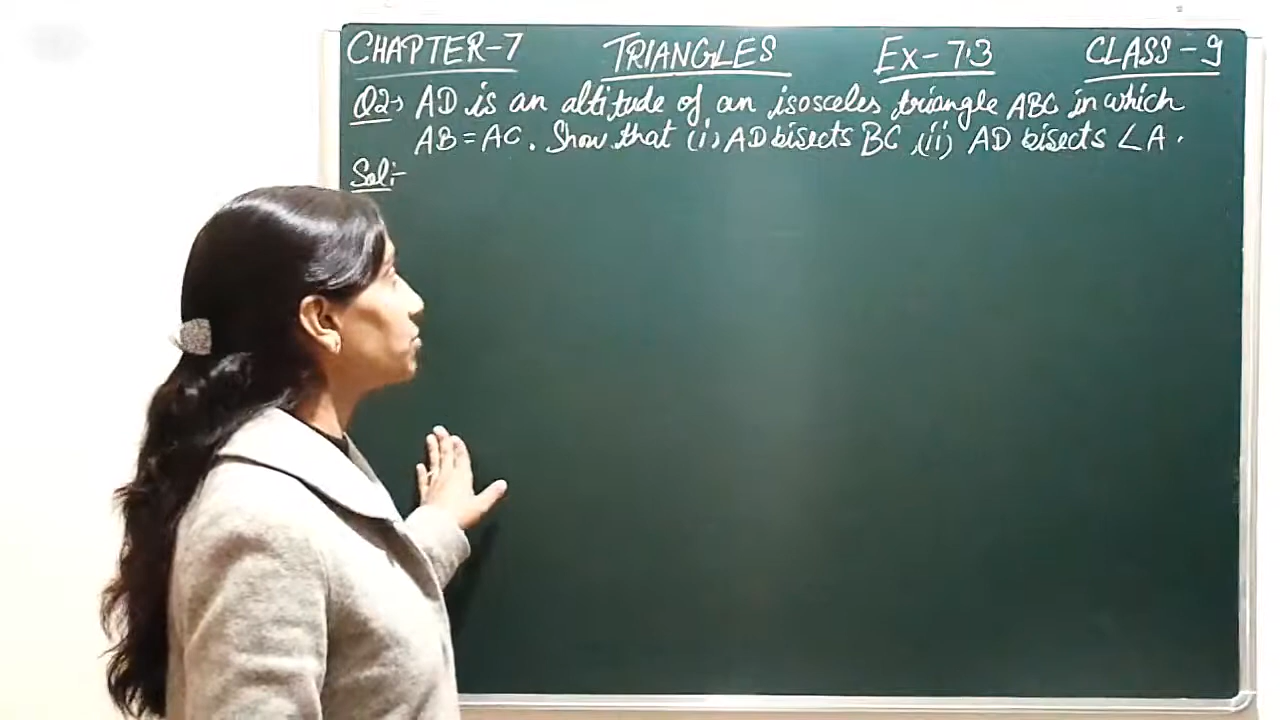 CHAPTER-7 TRIANGLES Ex-7.3 CLASS-9
Q2→ AD is an altitude of an isosceles triangle ABC in which
AB=AC. Show that (i) AD bisects BC, (ii) AD bisects ∠A.
Sol:-